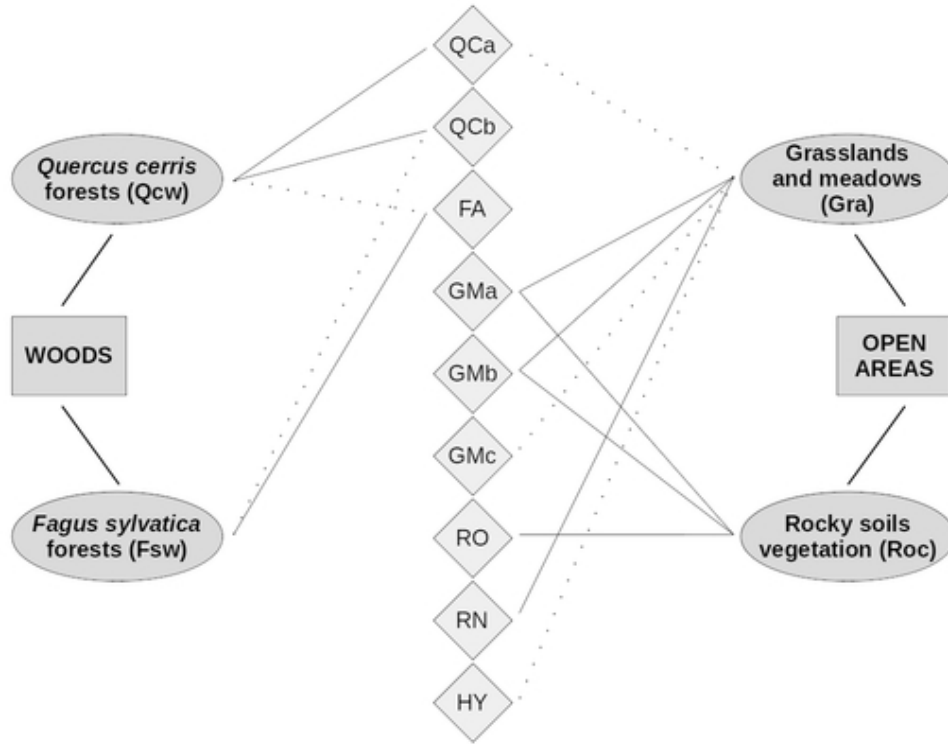 QCa
QCb
Quercus cerris
forests (Qcw)
Grasslands
and meadows
(Gra)
FA
GMa
WOODS
OPEN
AREAS
GMb
GMc
Fagus sylvatica
forests (Fsw)
RO
Rocky soils
vegetation (Roc)
RN
HY